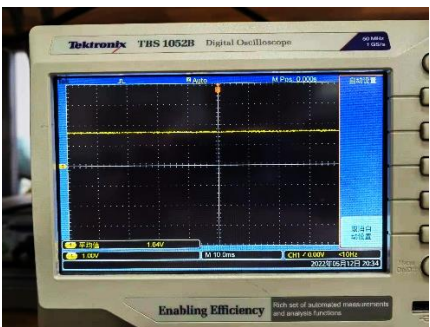 Tektronix TBS 1052B Digital Oscilloscope
50 MHz
1 GS/s
Auto M Pos: 0.000s 自动设置
取消自
动设置
1 平均值 1.64V
1 1.00V M 10.0ms CH1 0.00V <10Hz
2022年05月12日 20:34
Enabling Efficiency
Rich set of automated measurements
and analysis functions